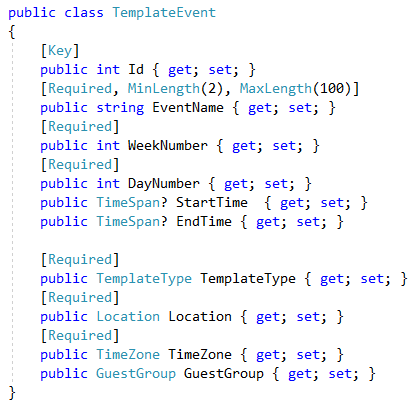 public class TemplateEvent
{
    [Key]
    public int Id { get; set; }
    [Required, MinLength(2), MaxLength(100)]
    public string EventName { get; set; }
    [Required]
    public int WeekNumber { get; set; }
    [Required]
    public int DayNumber { get; set; }
    public TimeSpan? StartTime  { get; set; }
    public TimeSpan? EndTime { get; set; }

    [Required]
    public TemplateType TemplateType { get; set; }
    [Required]
    public Location Location { get; set; }
    [Required]
    public TimeZone TimeZone { get; set; }
    public GuestGroup GuestGroup { get; set; }
}